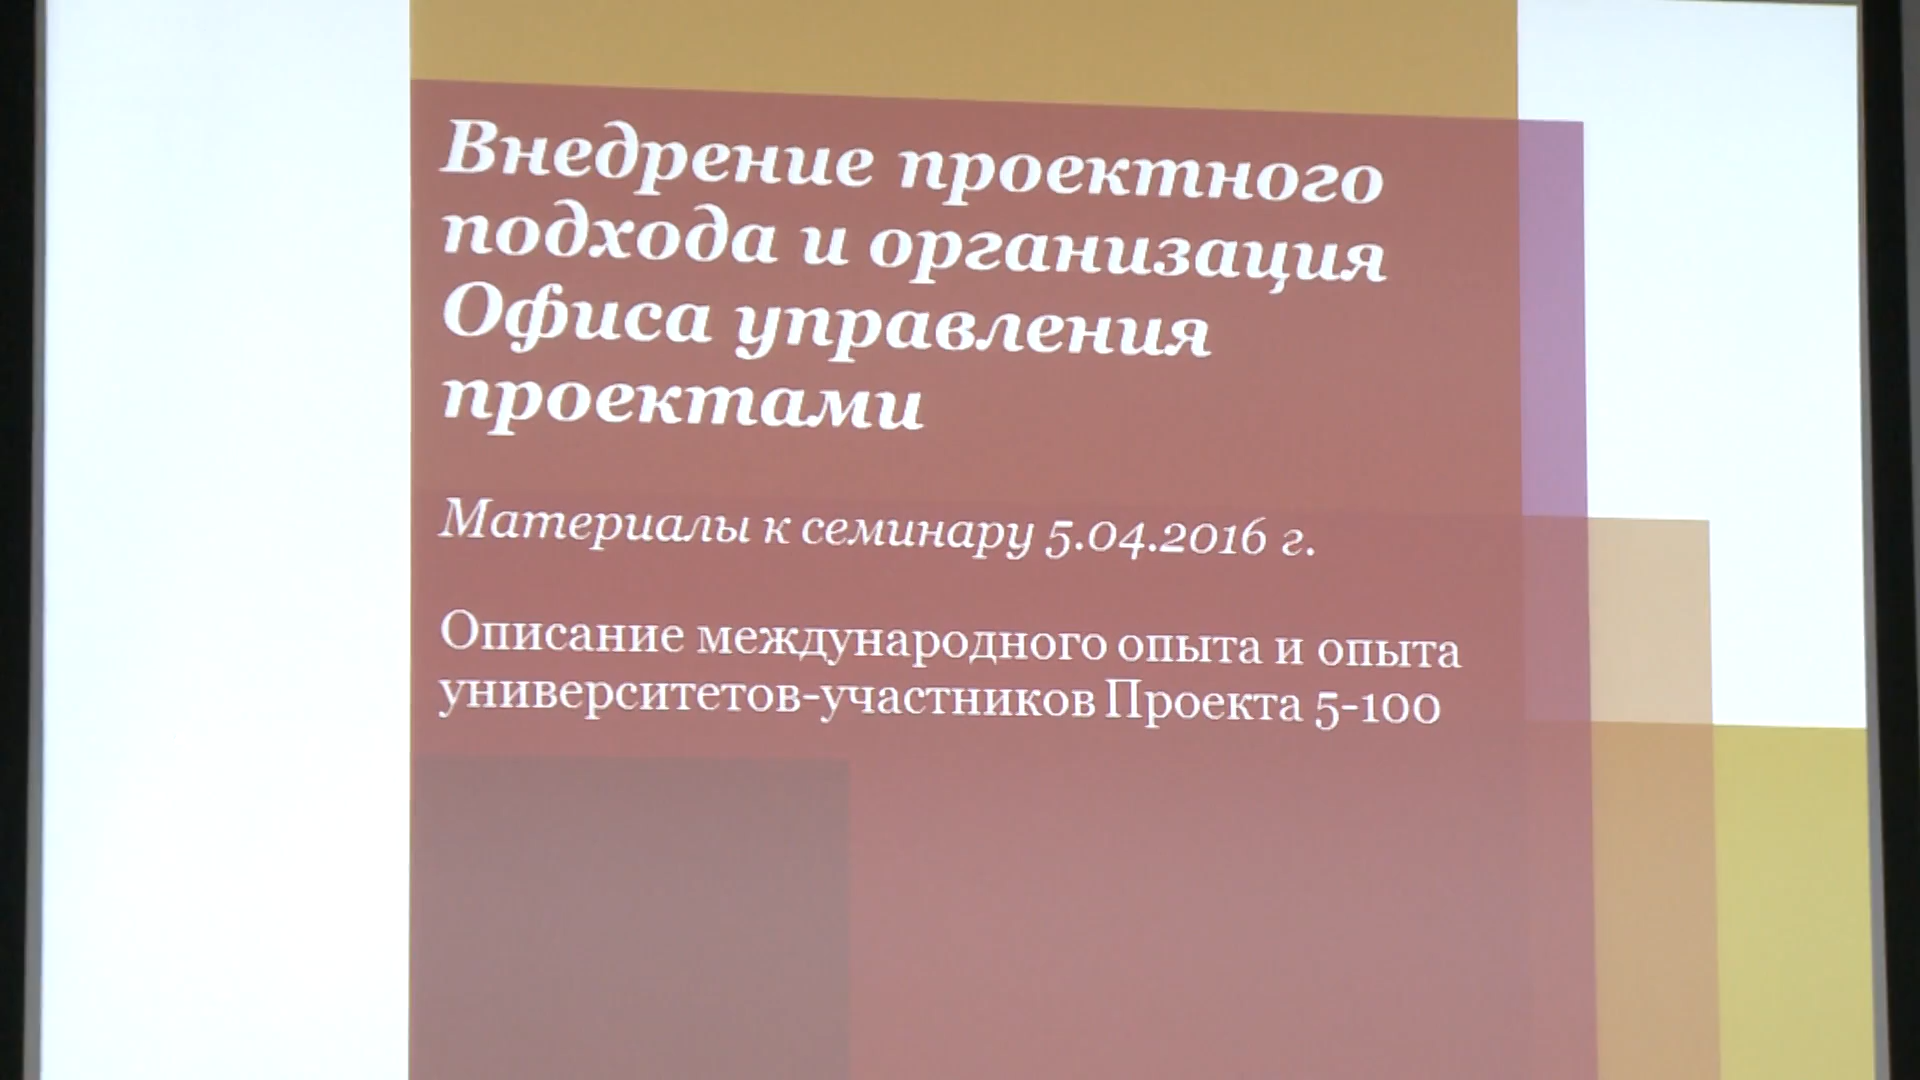 Внедрение проектного
подхода и организация
Офиса управления
проектами
Материалы к семинару 5.04.2016 г.
Описание международного опыта и опыта
университетов-участников Проекта 5-100